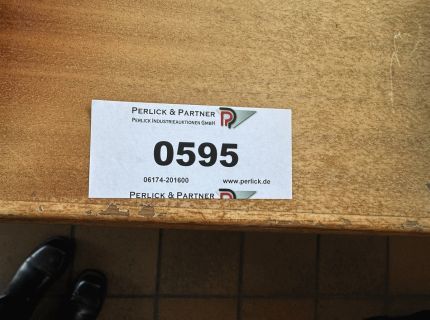 PERLICK & PARTNER
PERLICK INDUSTRIEAUKTIONEN GMBH
0595
06174-201600 www.perlick.de
PERLICK & PARTNER